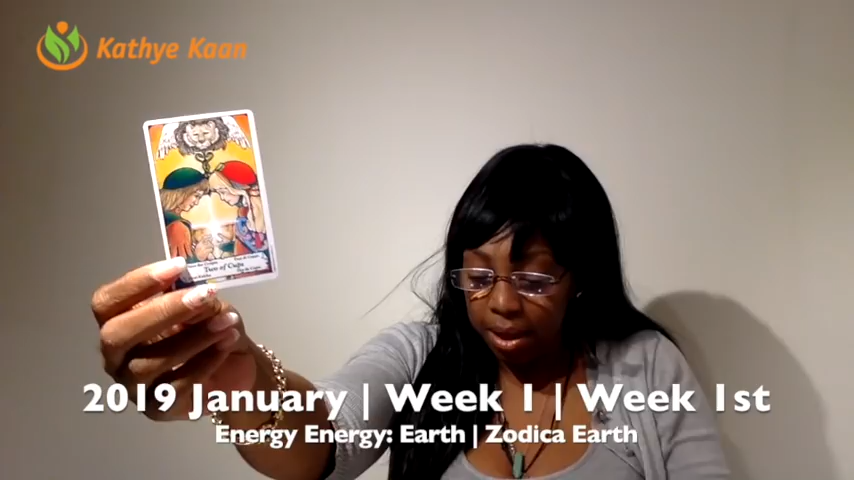 Kathye Kaan
Two of Cups
2019 January | Week 1 | Week 1st
Energy Energy: Earth | Zodica Earth